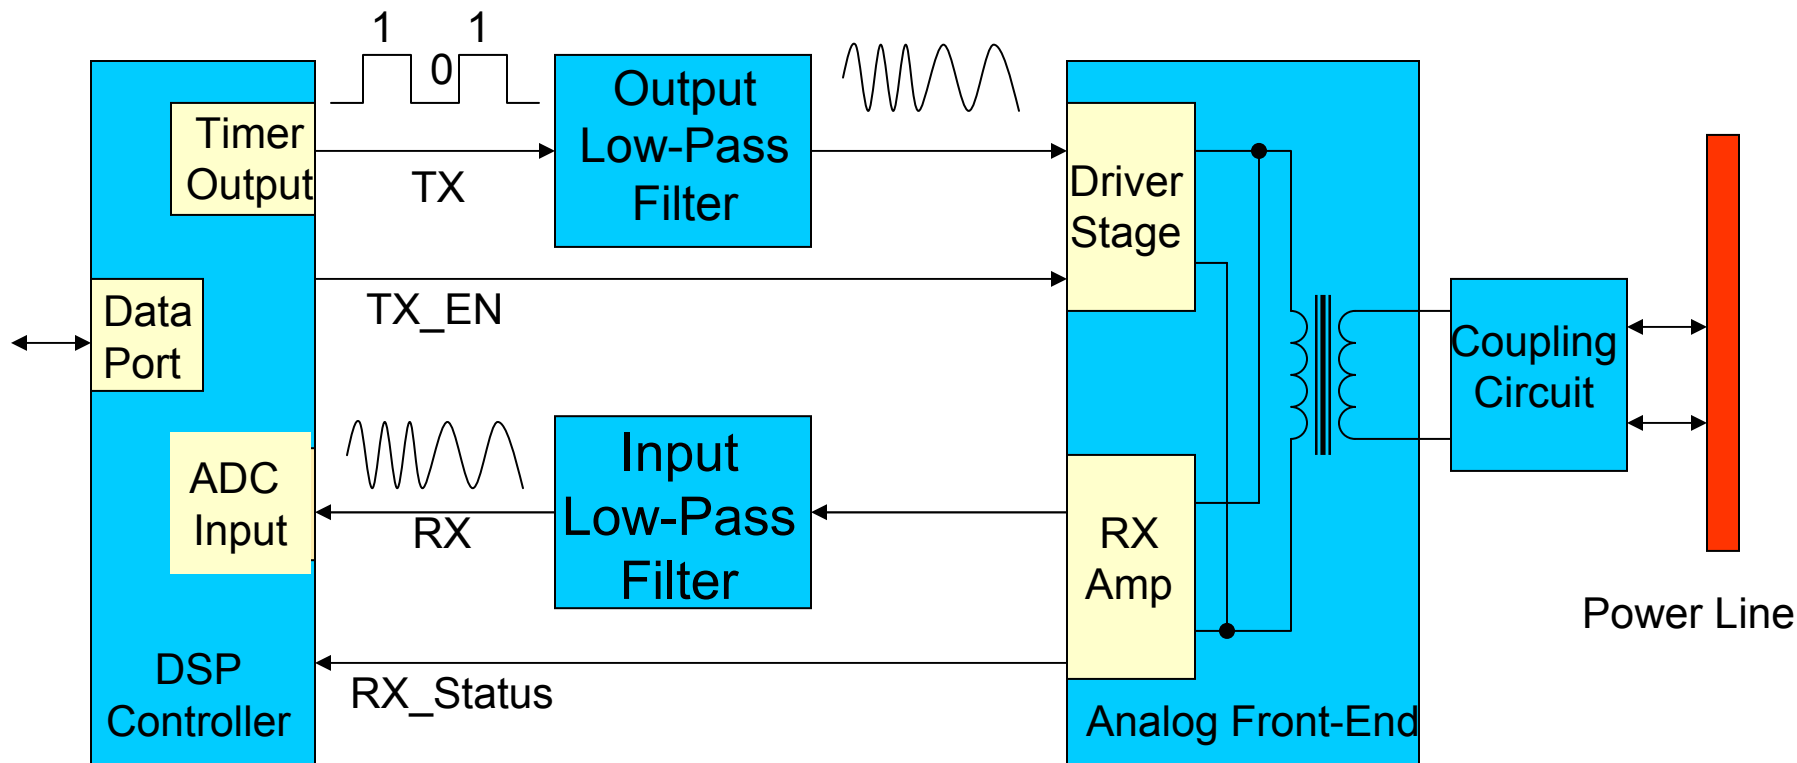 1 0 1
Timer
Output
TX
Output
Low-Pass
Filter
Driver
Stage
TX_EN
Data
Port
Coupling
Circuit
ADC
Input
RX
Input
Low-Pass
Filter
RX
Amp
Power Line
DSP
Controller
RX_Status
Analog Front-End